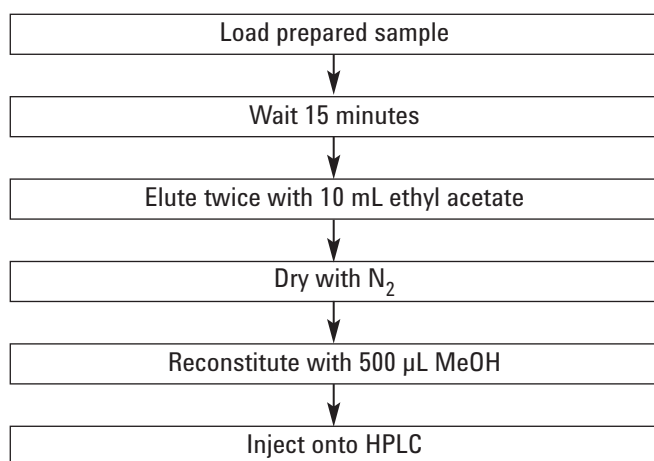 Load prepared sample
Wait 15 minutes
Elute twice with 10 mL ethyl acetate
Dry with N₂
Reconstitute with 500 µL MeOH
Inject onto HPLC